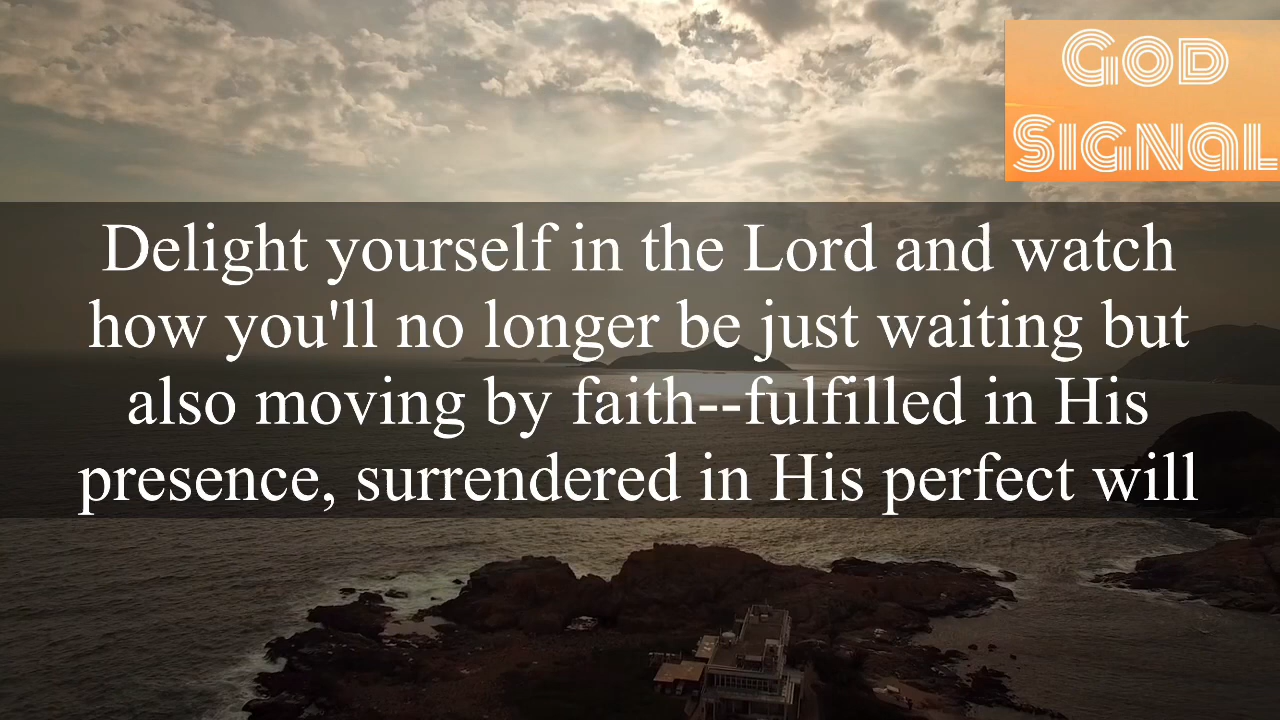 God
Signal
Delight yourself in the Lord and watch
how you'll no longer be just waiting but
also moving by faith--fulfilled in His
presence, surrendered in His perfect will